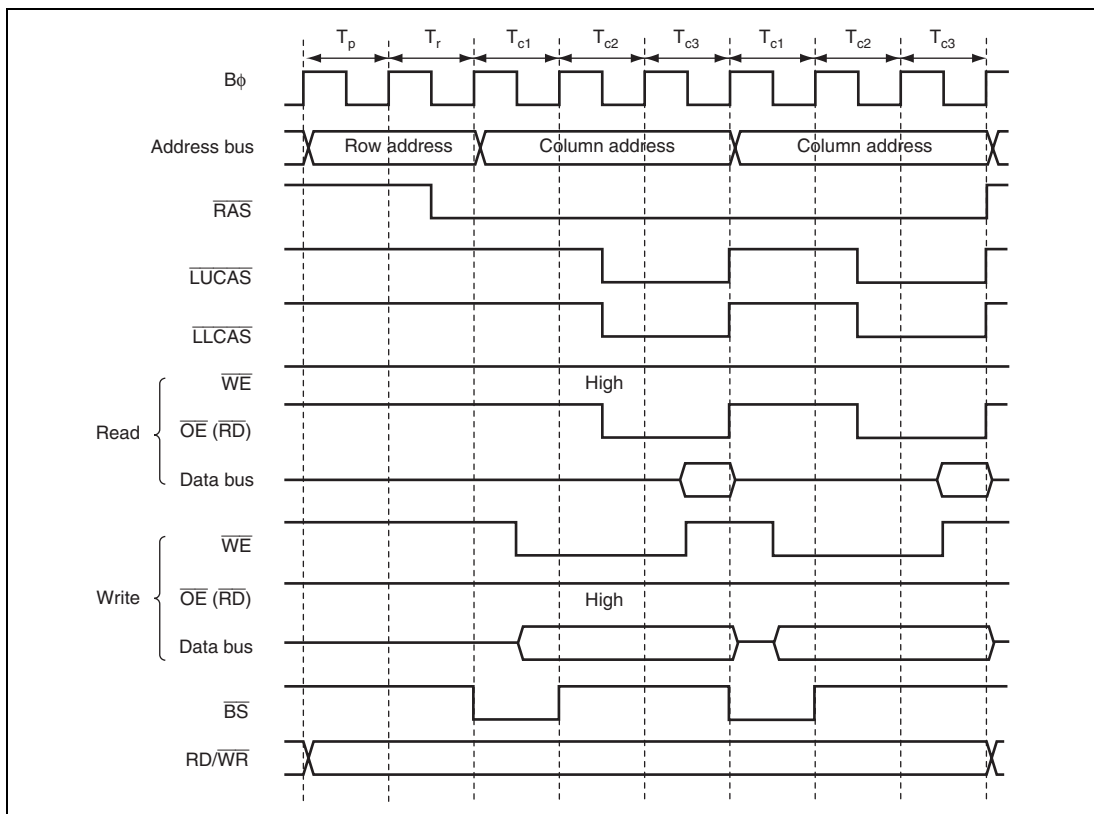 Tp Tr Tc1 Tc2 Tc3 Tc1 Tc2 Tc3
Bϕ
Address bus Row address Column address Column address
RAS
LUCAS
LLCAS
WE High
Read OE (RD)
Data bus
WE
Write OE (RD) High
Data bus
BS
RD/WR